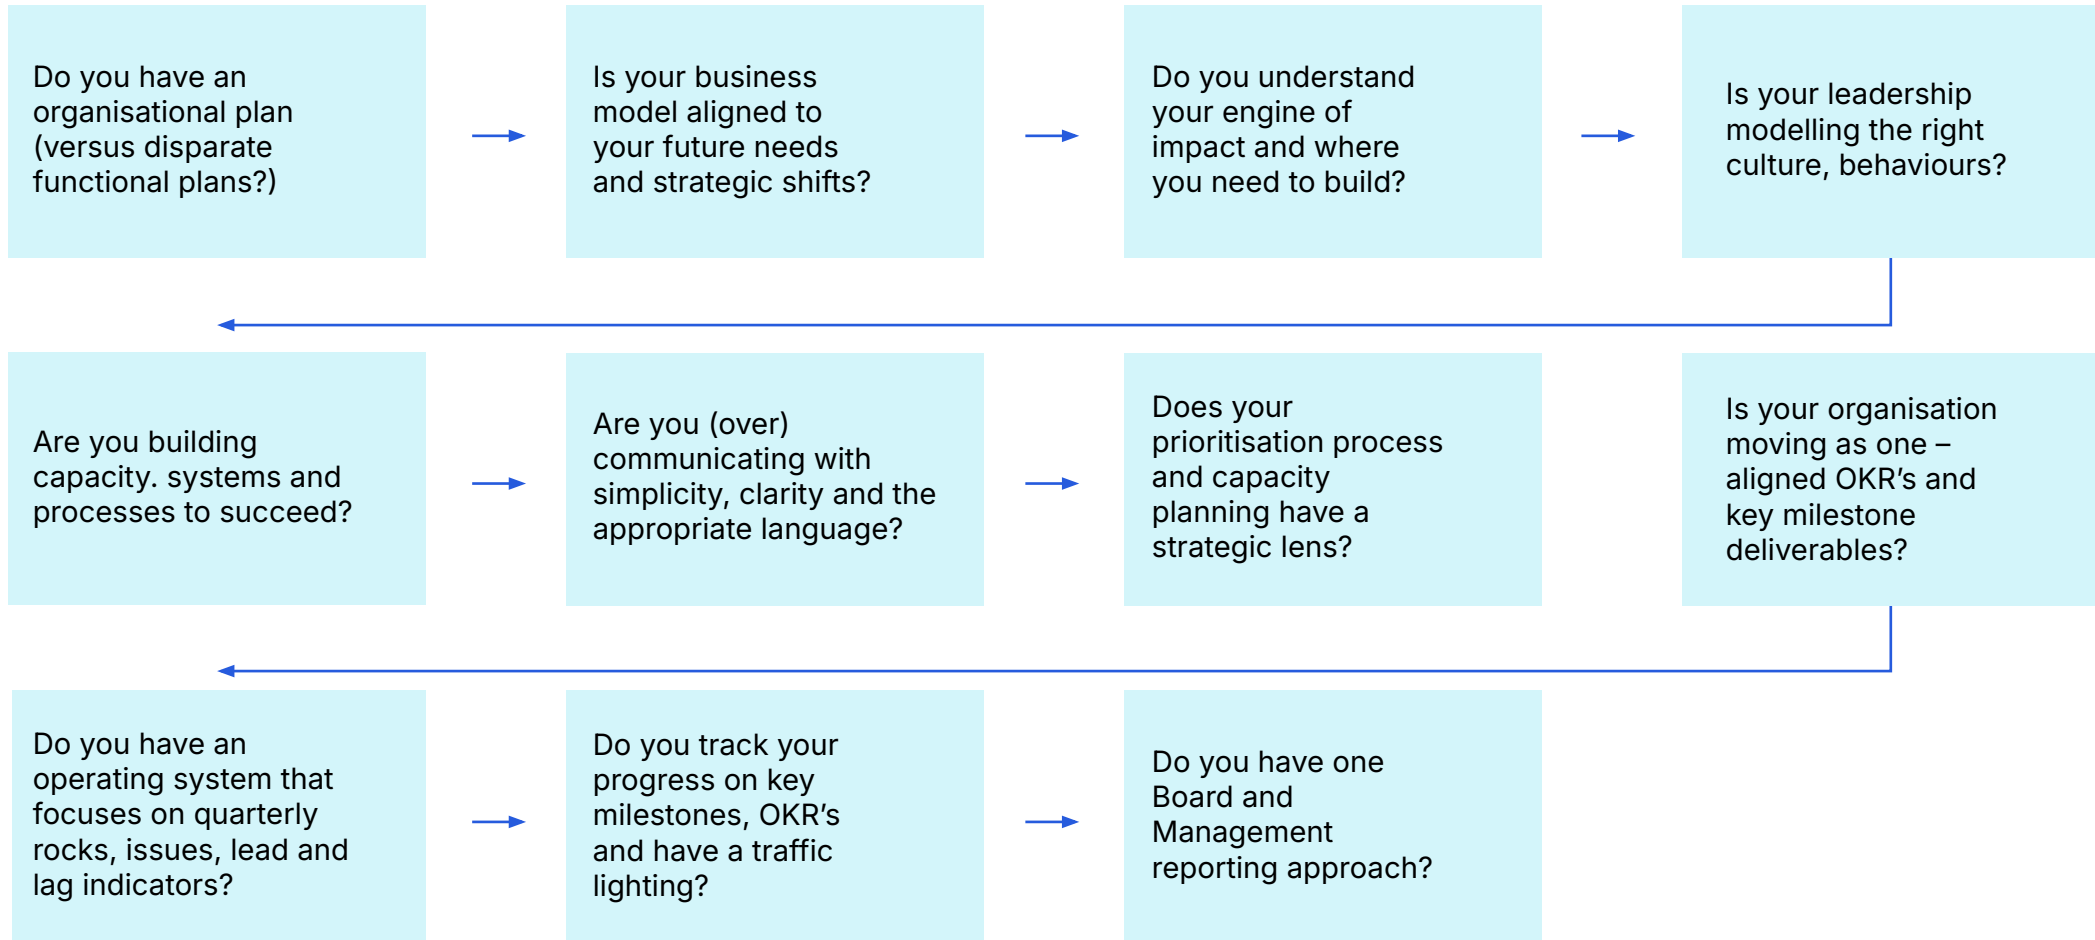 Do you have an
organisational plan
(versus disparate
functional plans?)
Is your business
model aligned to
your future needs
and strategic shifts?
Do you understand
your engine of
impact and where
you need to build?
Is your leadership
modelling the right
culture, behaviours?
Are you building
capacity. systems and
processes to succeed?
Are you (over)
communicating with
simplicity, clarity and the
appropriate language?
Does your
prioritisation process
and capacity
planning have a
strategic lens?
Is your organisation
moving as one –
aligned OKR’s and
key milestone
deliverables?
Do you have an
operating system that
focuses on quarterly
rocks, issues, lead and
lag indicators?
Do you track your
progress on key
milestones, OKR’s
and have a traffic
lighting?
Do you have one
Board and
Management
reporting approach?